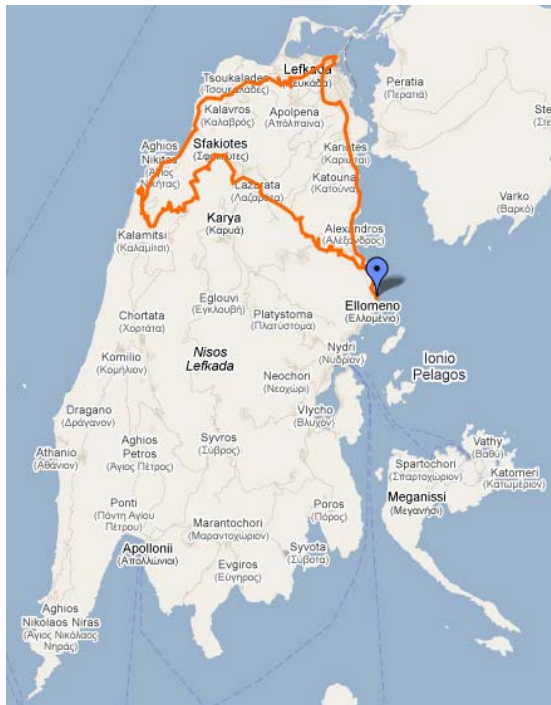 Lefkada
(Λευκάδα)
Tsoukalades
(Τσουκαλάδες)
Peratia
(Περατιά)
Kalavros
(Καλαβρός)
Apolpena
(Απόλπαινα)
Sfakiotes
(Σφακιώτες)
Kariotes
(Καριώται)
Aghios
Nikitas
(Άγιος
Νικήτας)
Katouna
(Κατούνα)
Lazarata
(Λαζαράτα)
Varko
(Βαρκό)
Karya
(Καρυά)
Kalamitsi
(Καλαμίτσι)
Alexandros
(Αλέξανδρος)
Eglouvi
(Εγκλουβή)
Ellomeno
(Ελλομένιο)
Chortata
(Χορτάτα)
Platystoma
(Πλατύστομα)
Nydri
(Νυδρίον)
Komilio
(Κομήλιον)
Nisos
Lefkada
Ionio
Pelagos
Neochori
(Νεοχώρι)
Dragano
(Δράγανον)
Vlycho
(Βλυχόν)
Athanio
(Αθάνιον)
Aghios
Petros
(Άγιος Πέτρος)
Syvros
(Σύβρος)
Vathy
(Βαθύ)
Spartochori
(Σπαρτοχώριον)
Katomeri
(Κατωμέριον)
Meganissi
(Μεγανήσι)
Ponti
(Πόντη Αγίου
Πέτρου)
Poros
(Πόρος)
Marantochori
(Μαραντοχώριον)
Apollonii
(Απολλώνιοι)
Syvota
(Σύβοτα)
Evgiros
(Εύγηρος)
Aghios
Nikolaos Niras
(Άγιος Νικόλαος
Νηράς)